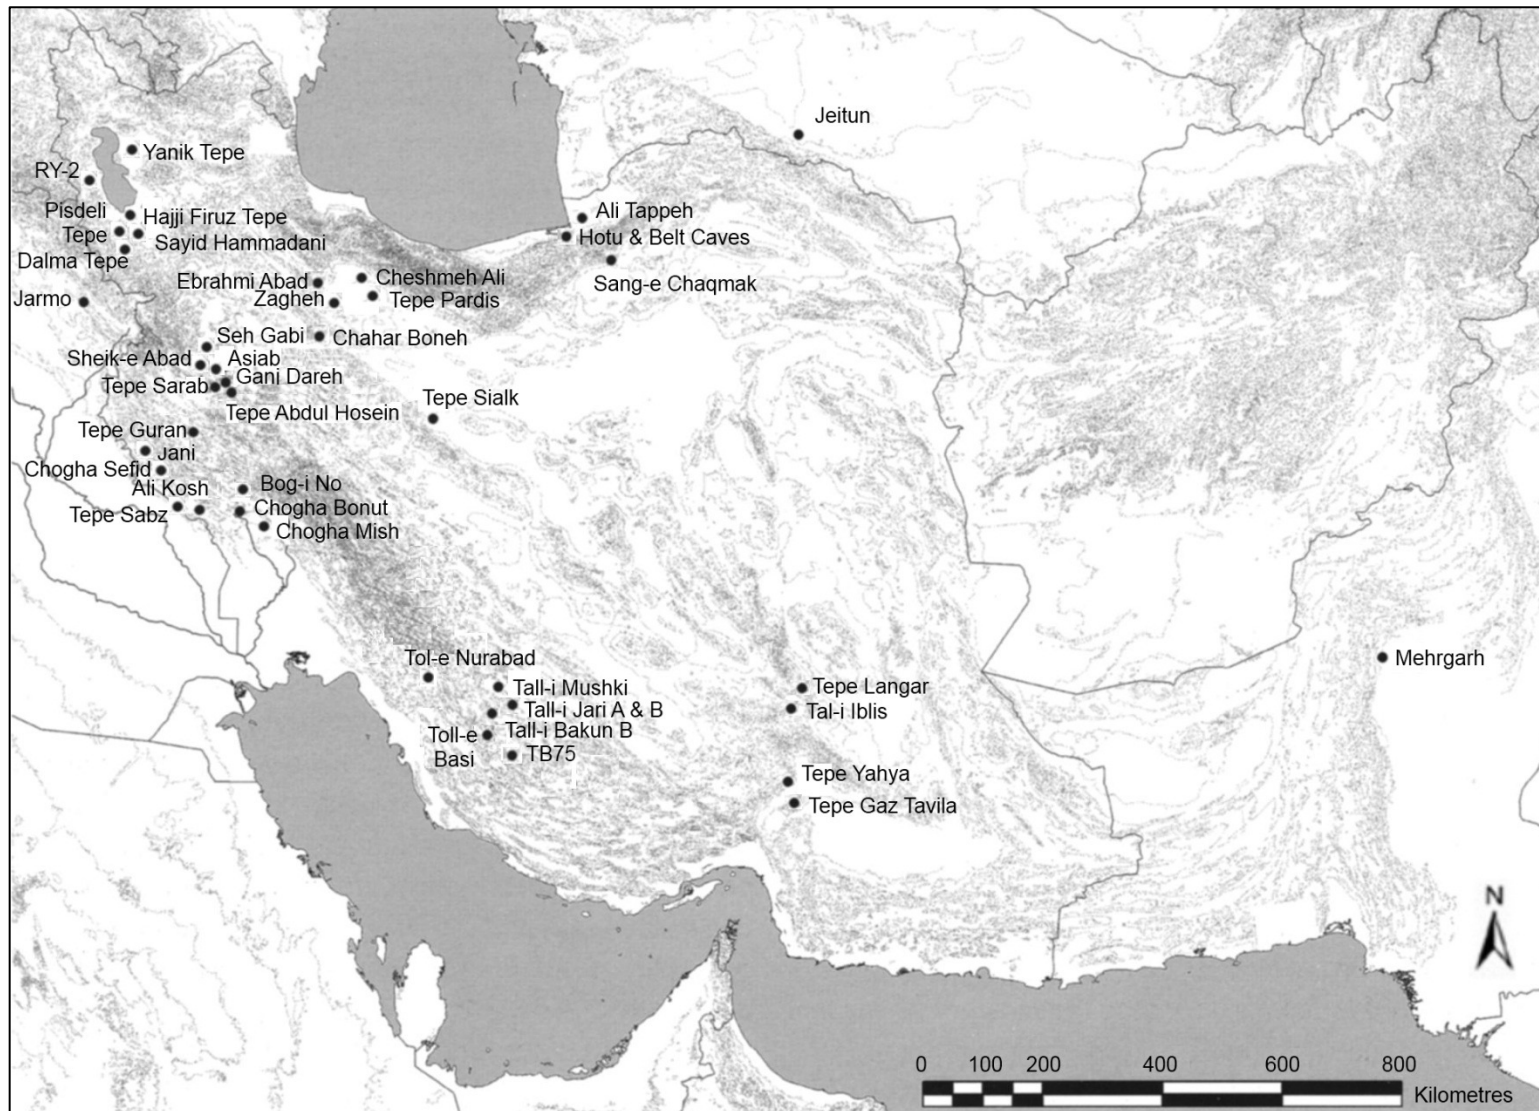 Jeitun
Yanik Tepe
RY-2
Pisdeli
Tepe
Hajji Firuz Tepe
Sayid Hammadani
Dalma Tepe
Ali Tappeh
Hotu & Belt Caves
Sang-e Chaqmak
Ebrahmi Abad
Zagheh
Cheshmeh Ali
Tepe Pardis
Jarmo
Seh Gabi
Chahar Boneh
Sheik-e Abad
Asiab
Gani Dareh
Tepe Sarab
Tepe Abdul Hosein
Tepe Sialk
Tepe Guran
Jani
Chogha Sefid
Ali Kosh
Tepe Sabz
Bog-i No
Chogha Bonut
Chogha Mish
Tol-e Nurabad
Tall-i Mushki
Tall-i Jari A & B
Tall-i Bakun B
Toll-e
Basi
TB75
Tepe Langar
Tal-i Iblis
Tepe Yahya
Tepe Gaz Tavila
Mehrgarh
N
0 100 200 400 600 800
Kilometres